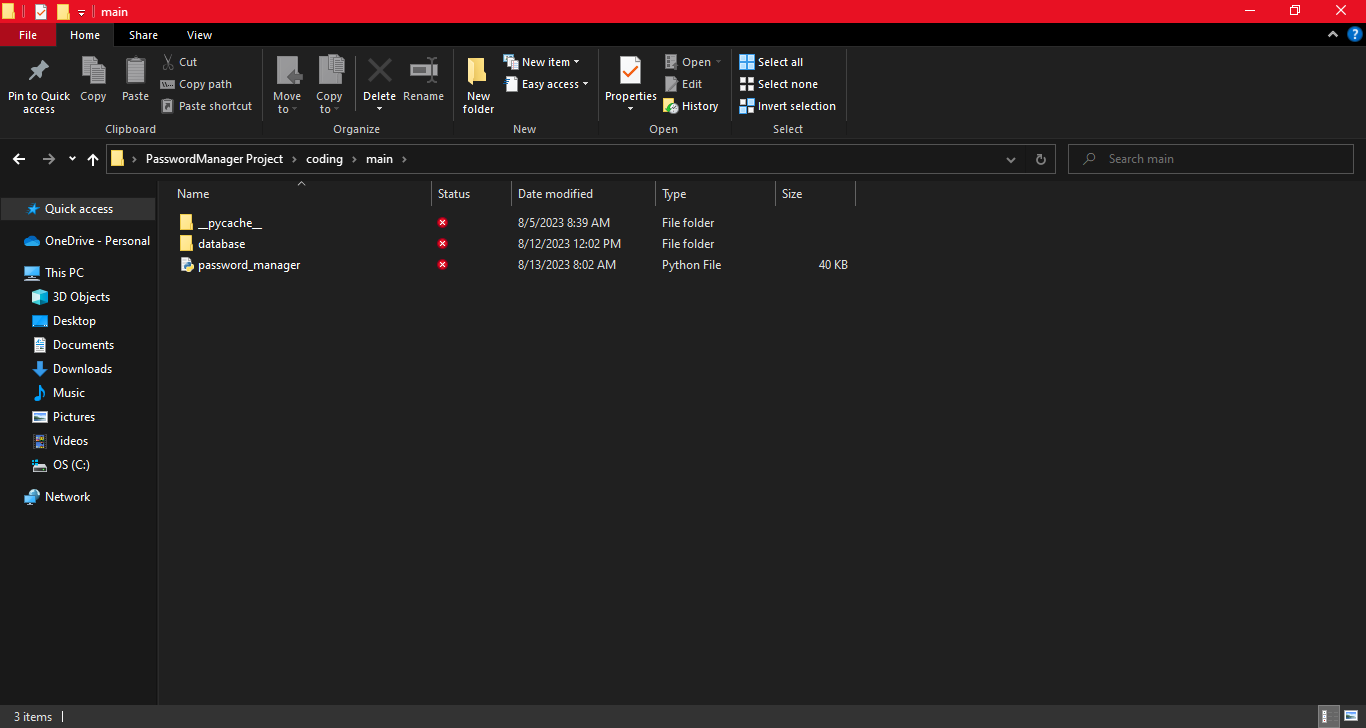 main
File Home Share View
Cut
Copy path
Paste shortcut
Pin to Quick access
Copy
Paste
Clipboard
Move to
Copy to
Delete
Rename
Organize
New folder
New item
Easy access
New
Properties
Open
Edit
History
Open
Select all
Select none
Invert selection
Select
PasswordManager Project > coding > main >
Search main
Name Status Date modified Type Size
__pycache__ 8/5/2023 8:39 AM File folder
database 8/12/2023 12:02 PM File folder
password_manager 8/13/2023 8:02 AM Python File 40 KB
Quick access
OneDrive - Personal
This PC
3D Objects
Desktop
Documents
Downloads
Music
Pictures
Videos
OS (C:)
Network
3 items